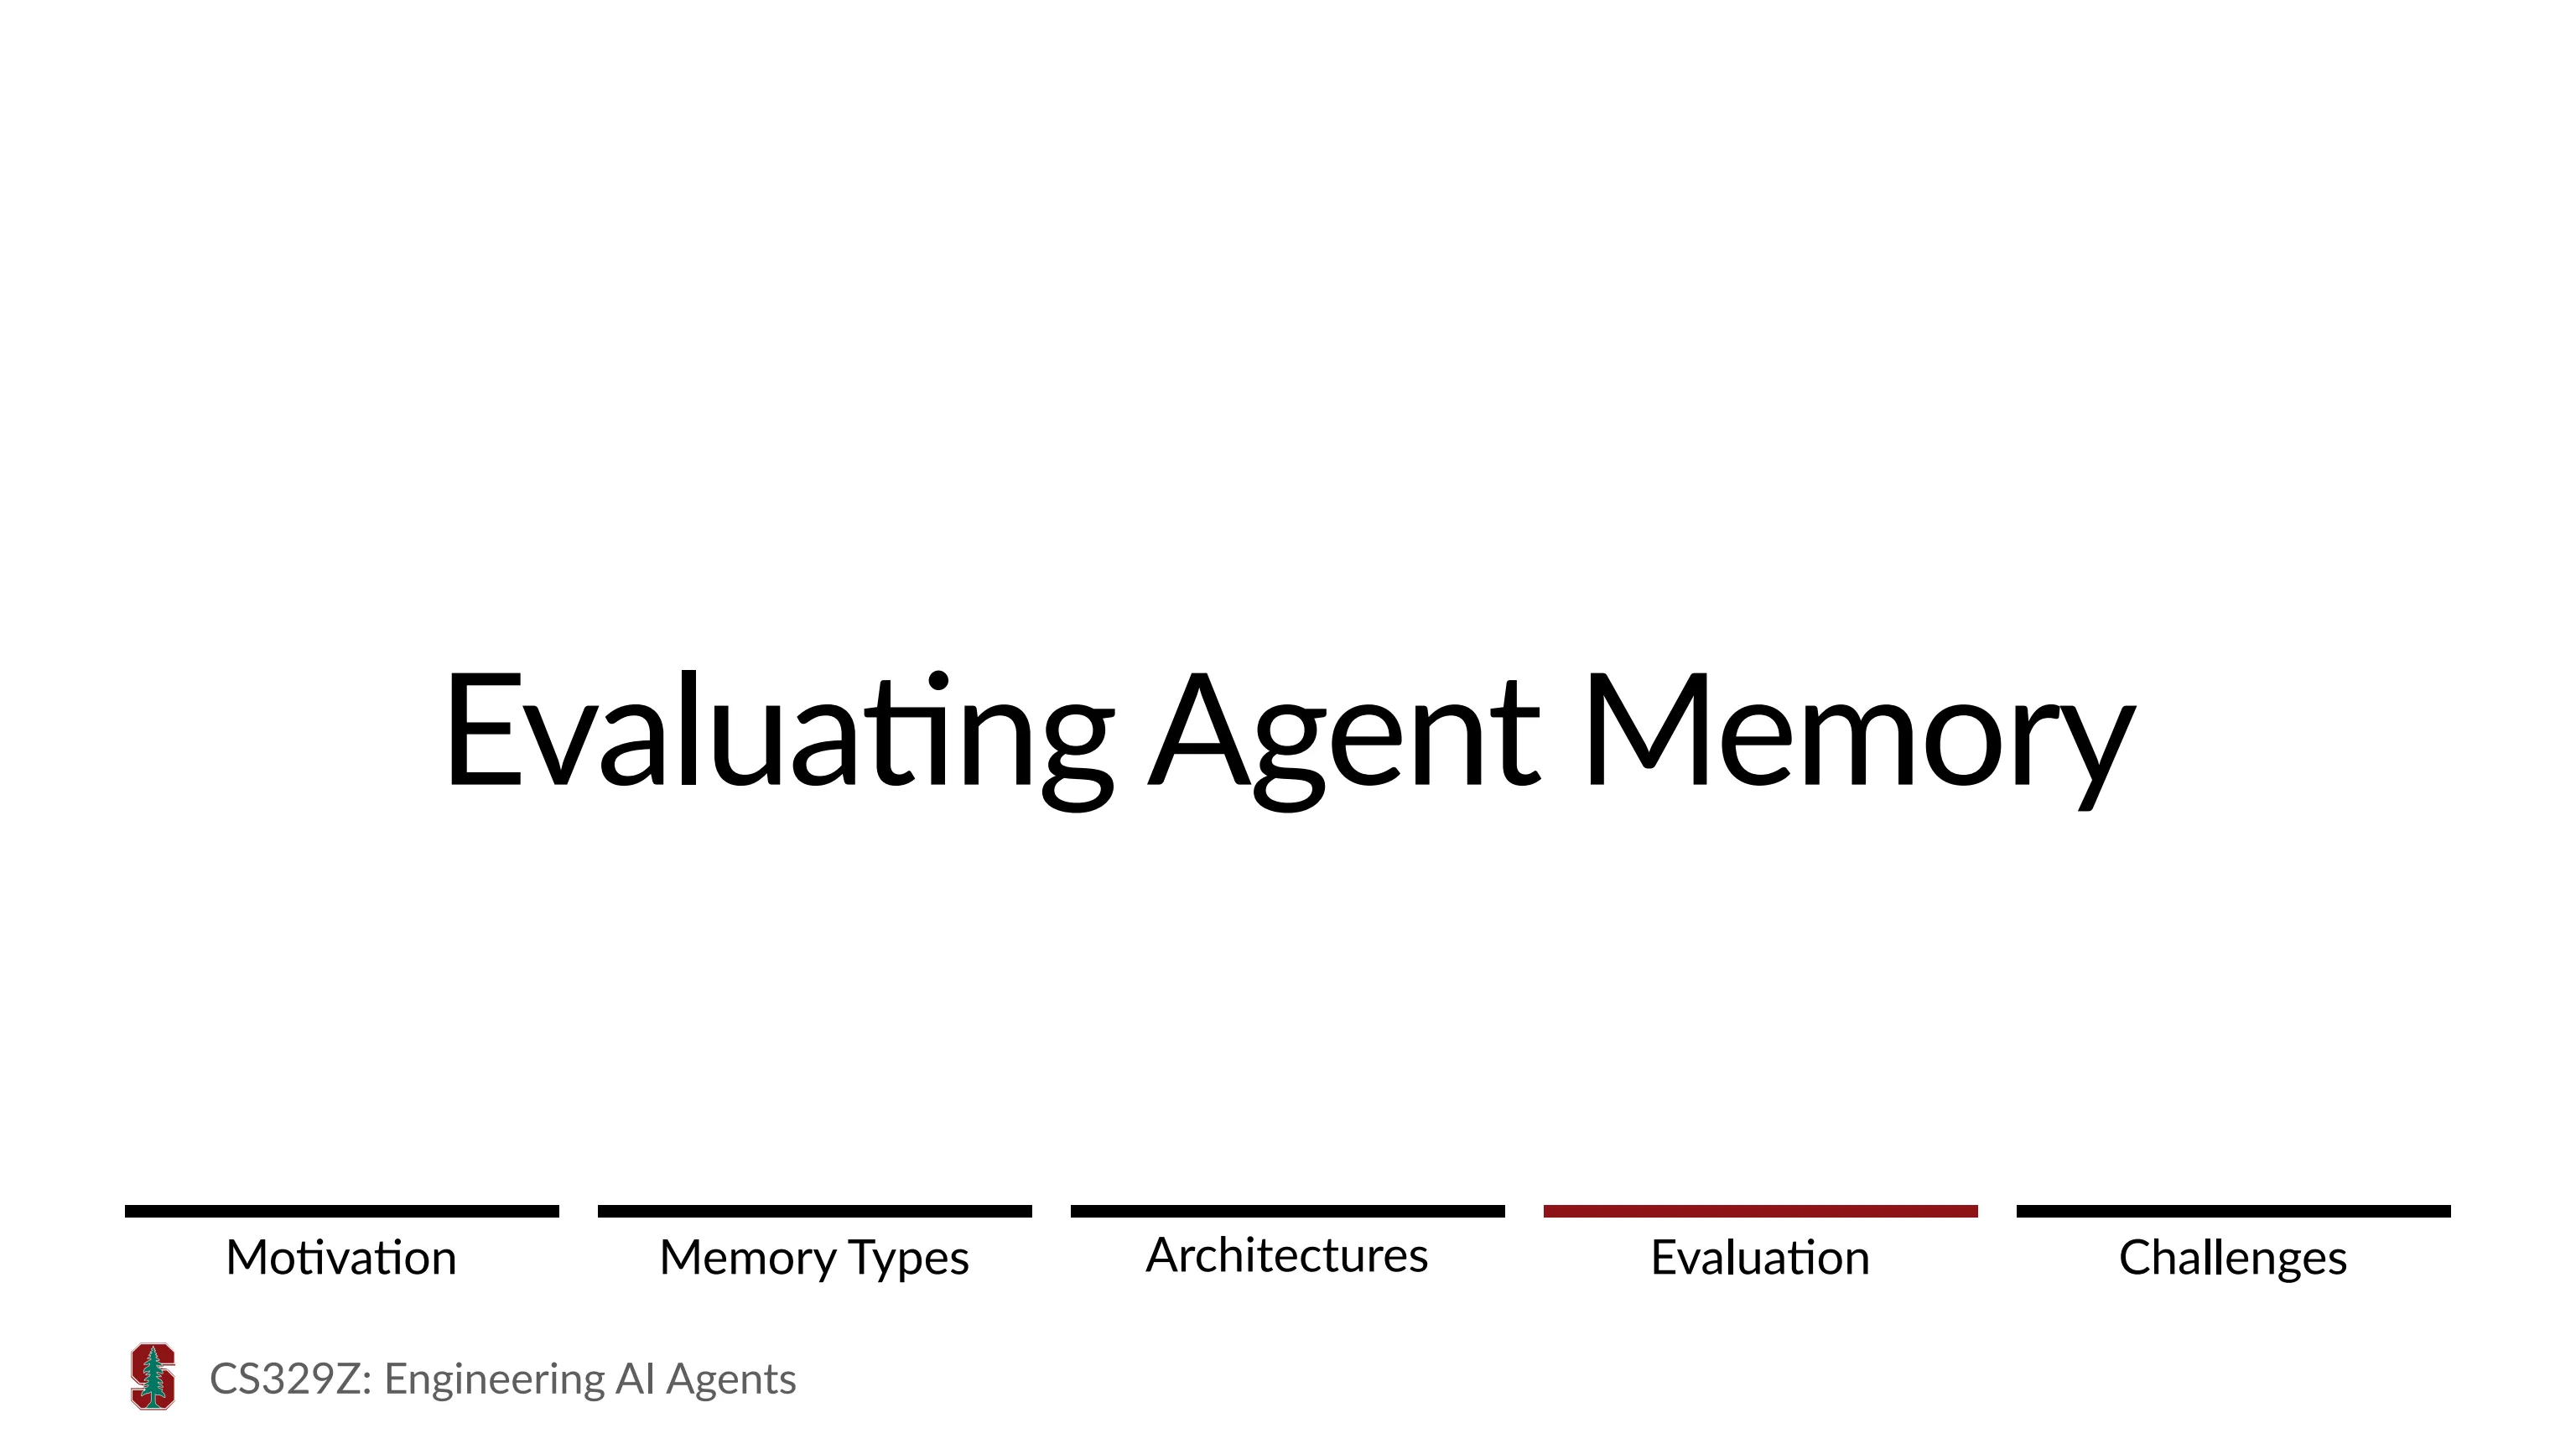 Evaluating Agent Memory
Motivation
Memory Types
Architectures
Evaluation
Challenges
CS329Z: Engineering AI Agents